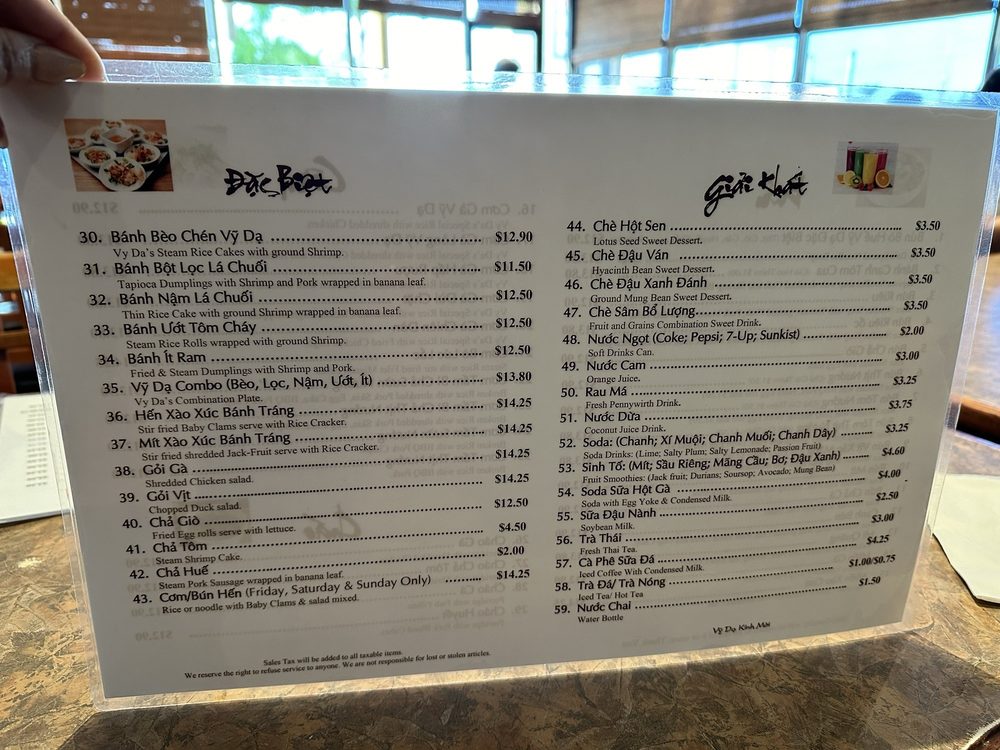 Đặc Biệt
30. Bánh Bèo Chén Vỹ Dạ ........ $12.90
Vy Da's Steam Rice Cakes with ground Shrimp.
31. Bánh Bột Lọc Lá Chuối ........ $11.50
Tapioca Dumplings with Shrimp and Pork wrapped in banana leaf.
32. Bánh Nậm Lá Chuối ........ $12.50
Thin Rice Cake with ground Shrimp wrapped in banana leaf.
33. Bánh Ướt Tôm Cháy ........ $12.50
Steam Rice Rolls wrapped with ground Shrimp.
34. Bánh Ít Ram ........ $12.50
Fried & Steam Dumplings with Shrimp and Pork.
35. Vỹ Dạ Combo (Bèo, Lọc, Nậm, Ướt, Ít) ........ $13.80
Vy Da's Combination Plate.
36. Hến Xào Xúc Bánh Tráng ........ $14.25
Stir fried Baby Clams serve with Rice Cracker.
37. Mít Xào Xúc Bánh Tráng ........ $14.25
Stir fried shredded Jack-Fruit serve with Rice Cracker.
38. Gỏi Gà ........ $14.25
Shredded Chicken salad.
39. Gỏi Vịt ........ $14.25
Chopped Duck salad.
40. Chả Giò ........ $12.50
Fried Egg rolls serve with lettuce.
41. Chả Tôm ........ $4.50
Steam Shrimp Cake.
42. Chả Huế ........ $2.00
Steam Pork Sausage wrapped in banana leaf.
43. Cơm/Bún Hến (Friday, Saturday & Sunday Only) ........ $14.25
Rice or noodle with Baby Clams & salad mixed.
Sales Tax will be added to all taxable items.
We reserve the right to refuse service to anyone. We are not responsible for lost or stolen articles.
Giải Khát
44. Chè Hột Sen ........ $3.50
Lotus Seed Sweet Dessert.
45. Chè Đậu Ván ........ $3.50
Hyacinth Bean Sweet Dessert.
46. Chè Đậu Xanh Đánh ........ $3.50
Ground Mung Bean Sweet Dessert.
47. Chè Sâm Bổ Lượng ........ $3.50
Fruit and Grains Combination Sweet Drink.
48. Nước Ngọt (Coke; Pepsi; 7-Up; Sunkist) ........ $2.00
Soft Drinks Can.
49. Nước Cam ........ $3.00
Orange Juice.
50. Rau Má ........ $3.25
Fresh Pennywirth Drink.
51. Nước Dừa ........ $3.75
Coconut Juice Drink.
52. Soda: (Chanh; Xí Muội; Chanh Muối; Chanh Dây) ........ $3.25
Soda Drinks: (Lime; Salty Plum; Salty Lemonade; Passion Fruit)
53. Sinh Tố: (Mít; Sầu Riêng; Mãng Cầu; Bơ; Đậu Xanh) ........ $4.60
Fruit Smoothies: (Jack fruit; Durians; Soursop; Avocado; Mung Bean)
54. Soda Sữa Hột Gà ........ $4.00
Soda with Egg Yoke & Condensed Milk.
55. Sữa Đậu Nành ........ $2.50
Soybean Milk.
56. Trà Thái ........ $3.00
Fresh Thai Tea.
57. Cà Phê Sữa Đá ........ $4.25
Iced Coffee With Condensed Milk.
58. Trà Đá/ Trà Nóng ........ $1.00/$0.75
Iced Tea/ Hot Tea
59. Nước Chai ........ $1.50
Water Bottle
Vỹ Dạ Kính Mời